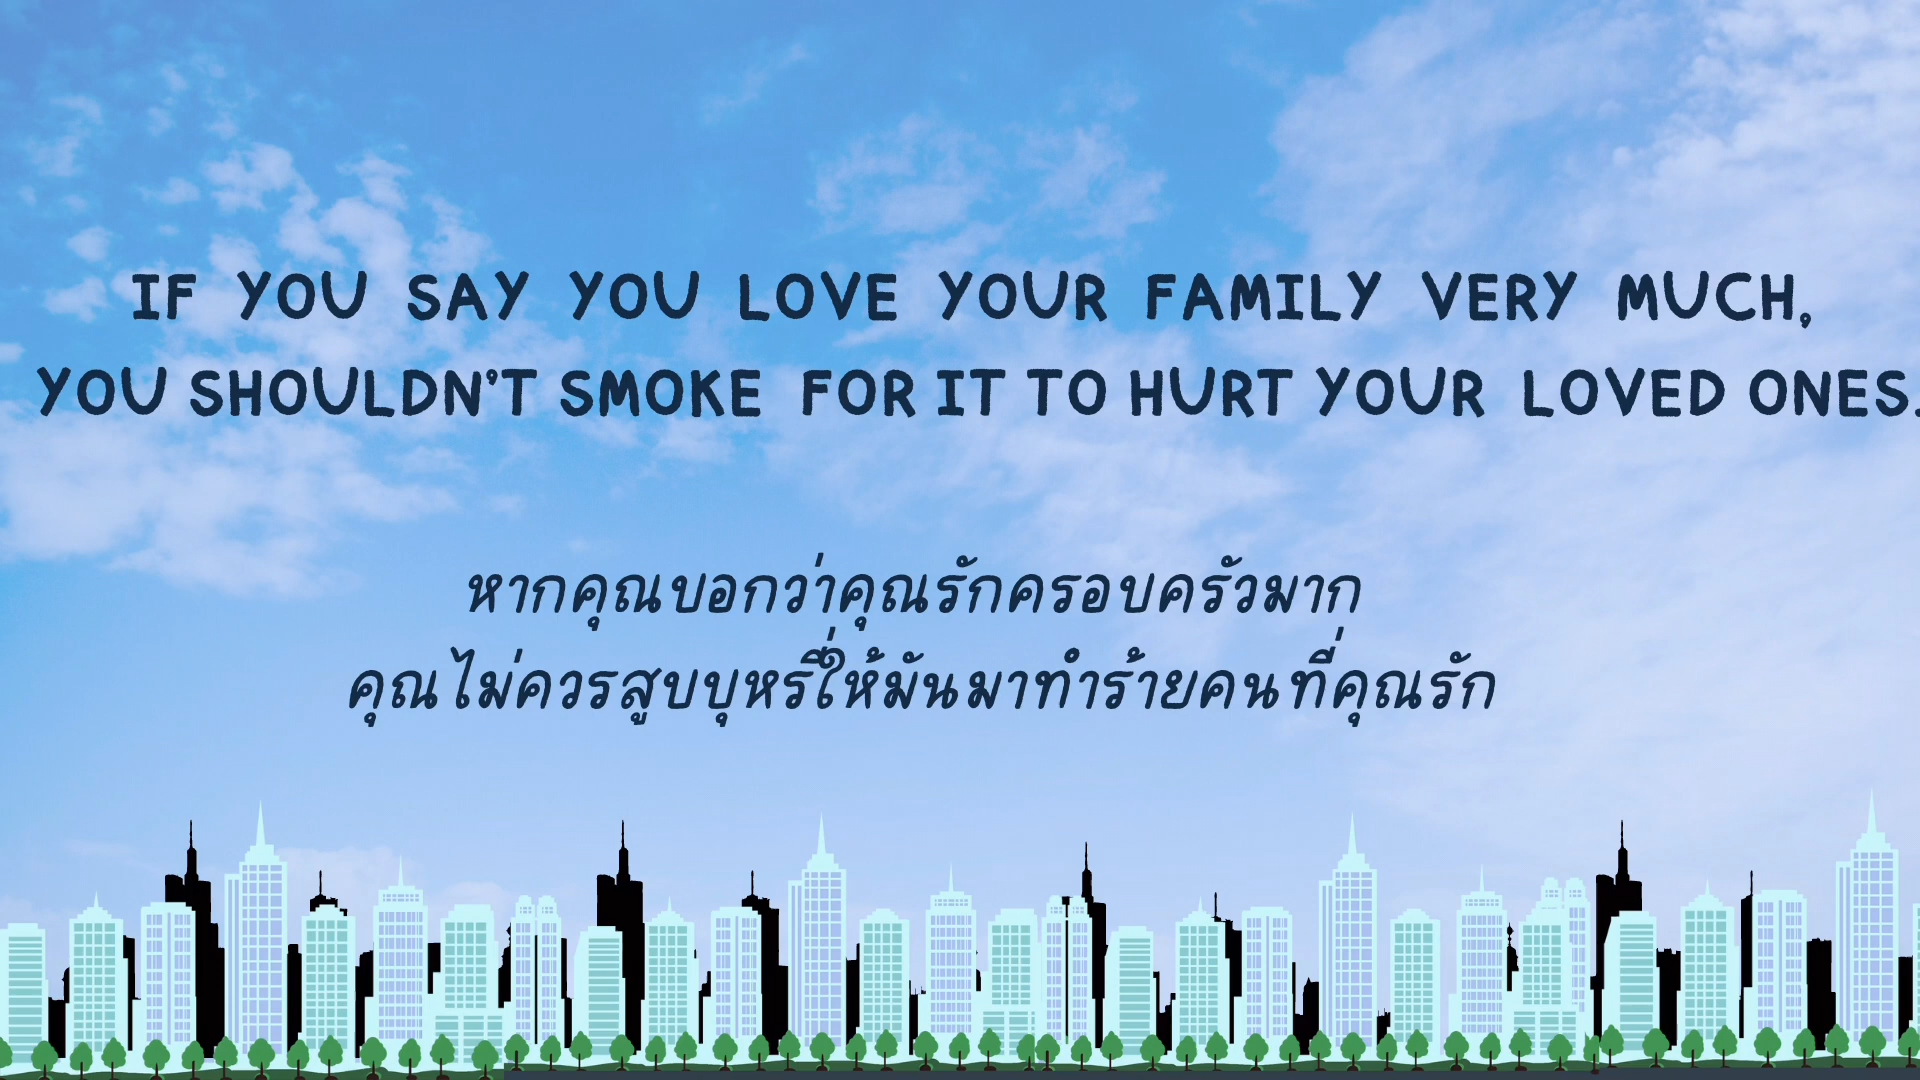 IF YOU SAY YOU LOVE YOUR FAMILY VERY MUCH,
YOU SHOULDN'T SMOKE FOR IT TO HURT YOUR LOVED ONES.
หากคุณบอกว่าคุณรักครอบครัวมาก
คุณไม่ควรสูบบุหรี่ให้มันมาทำร้ายคนที่คุณรัก